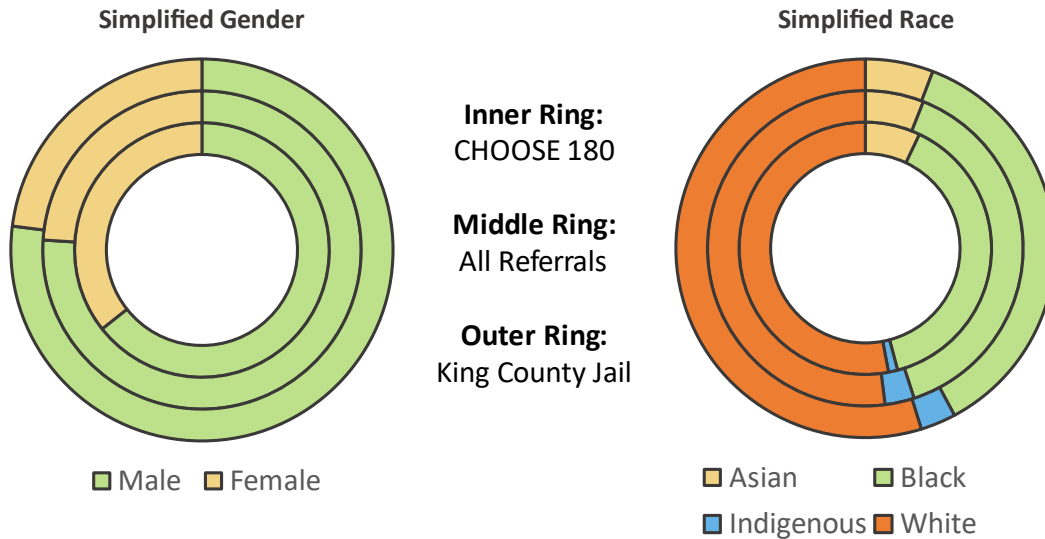 Simplified Gender
Simplified Race
Inner Ring:
CHOOSE 180
Middle Ring:
All Referrals
Outer Ring:
King County Jail
Male Female
Asian Black
Indigenous White